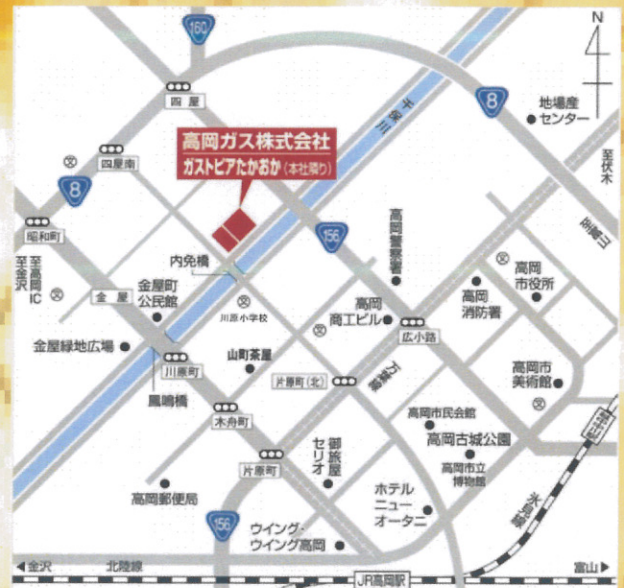 N
160
四屋
8
地場産
センター
千保川
高岡ガス株式会社
ガストピアたかおか(本社隣り)
四屋南
至伏木
8
昭和町
156
至富山
高岡警察署
至高岡IC
至金沢
内免橋
金屋町
公民館
金屋
川原小学校
高岡
商工ビル
高岡
消防署
高岡
市役所
広小路
金屋緑地広場
川原町
山町茶屋
片原町(北)
万葉線
高岡市
美術館
鳳鳴橋
木舟町
高岡市民会館
高岡古城公園
高岡市立
博物館
片原町
御旅屋
セリオ
高岡郵便局
ホテル
ニュー
オータニ
156
ウイング・
ウイング高岡
氷見線
金沢
北陸線
JR高岡駅
富山